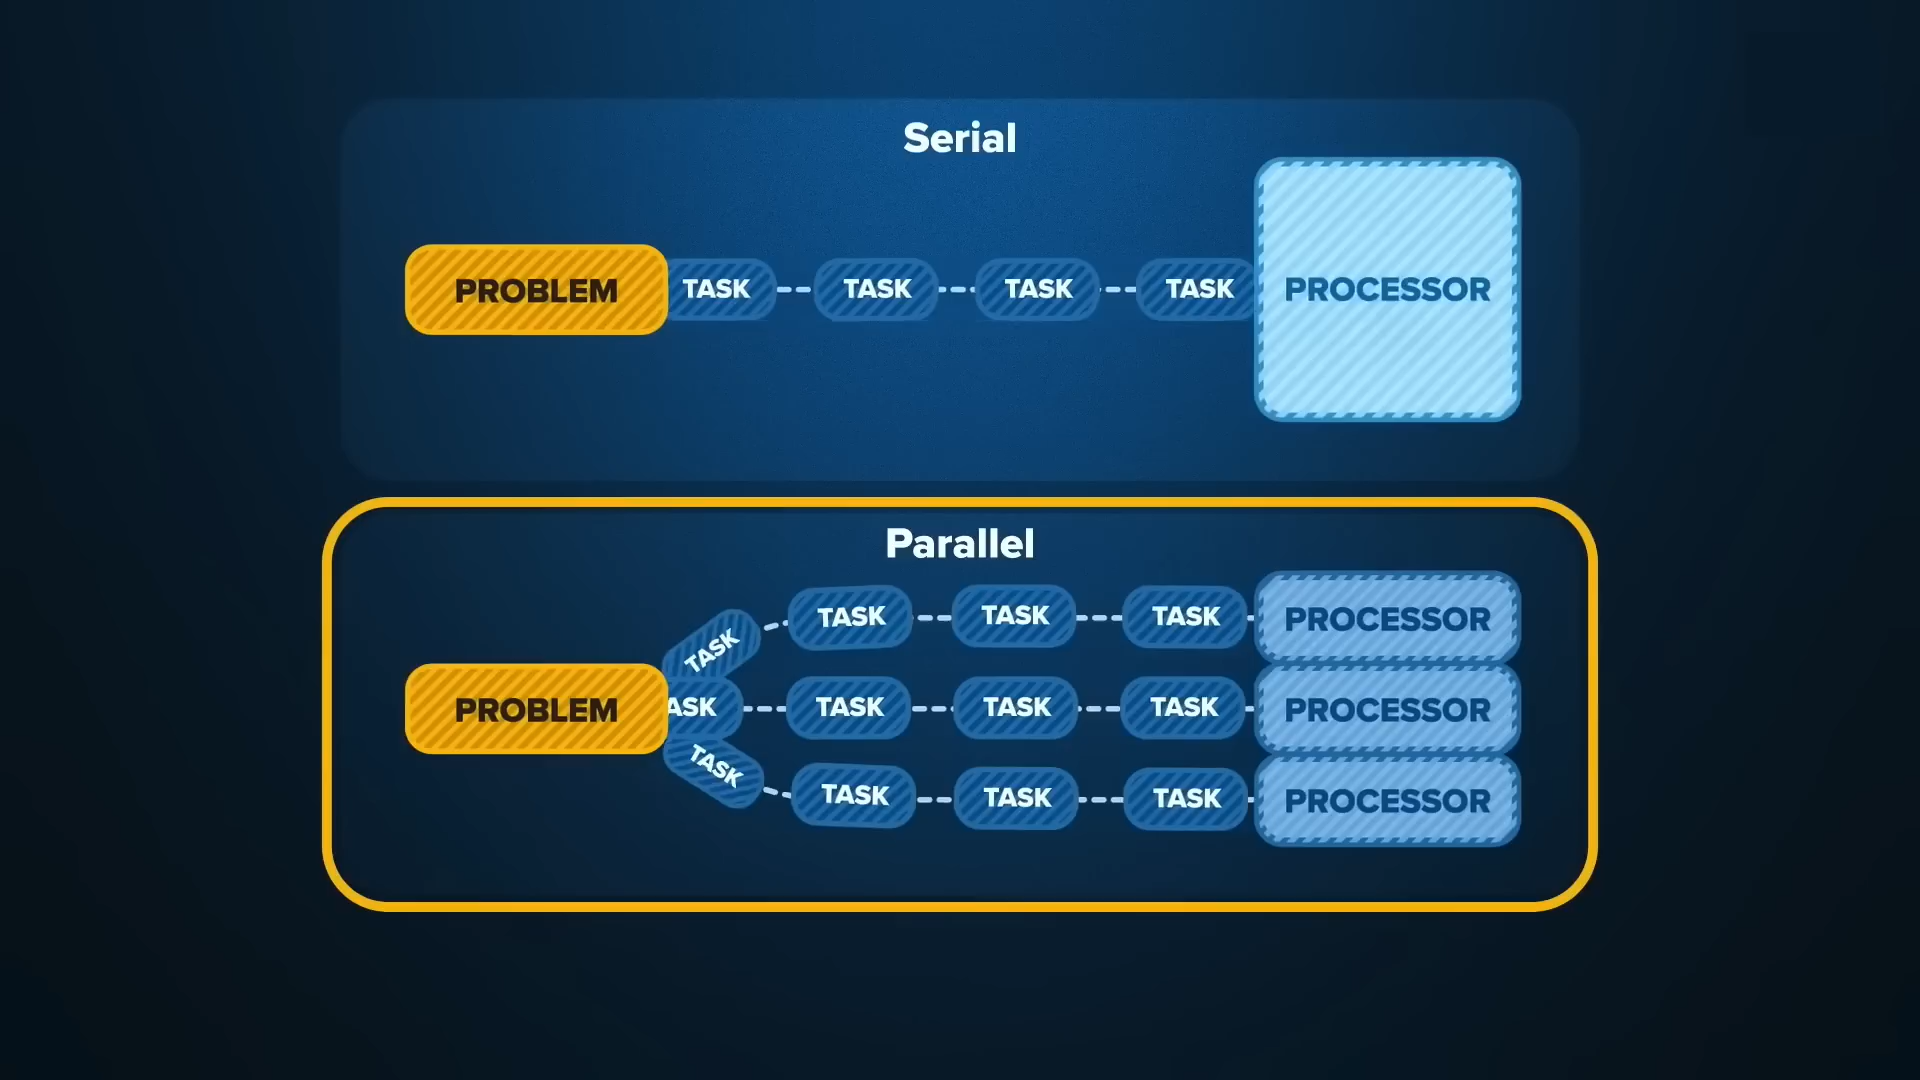 Serial
PROBLEM TASK TASK TASK TASK PROCESSOR
Parallel
TASK TASK TASK TASK PROCESSOR
PROBLEM ASK TASK TASK TASK PROCESSOR
TASK TASK TASK TASK PROCESSOR